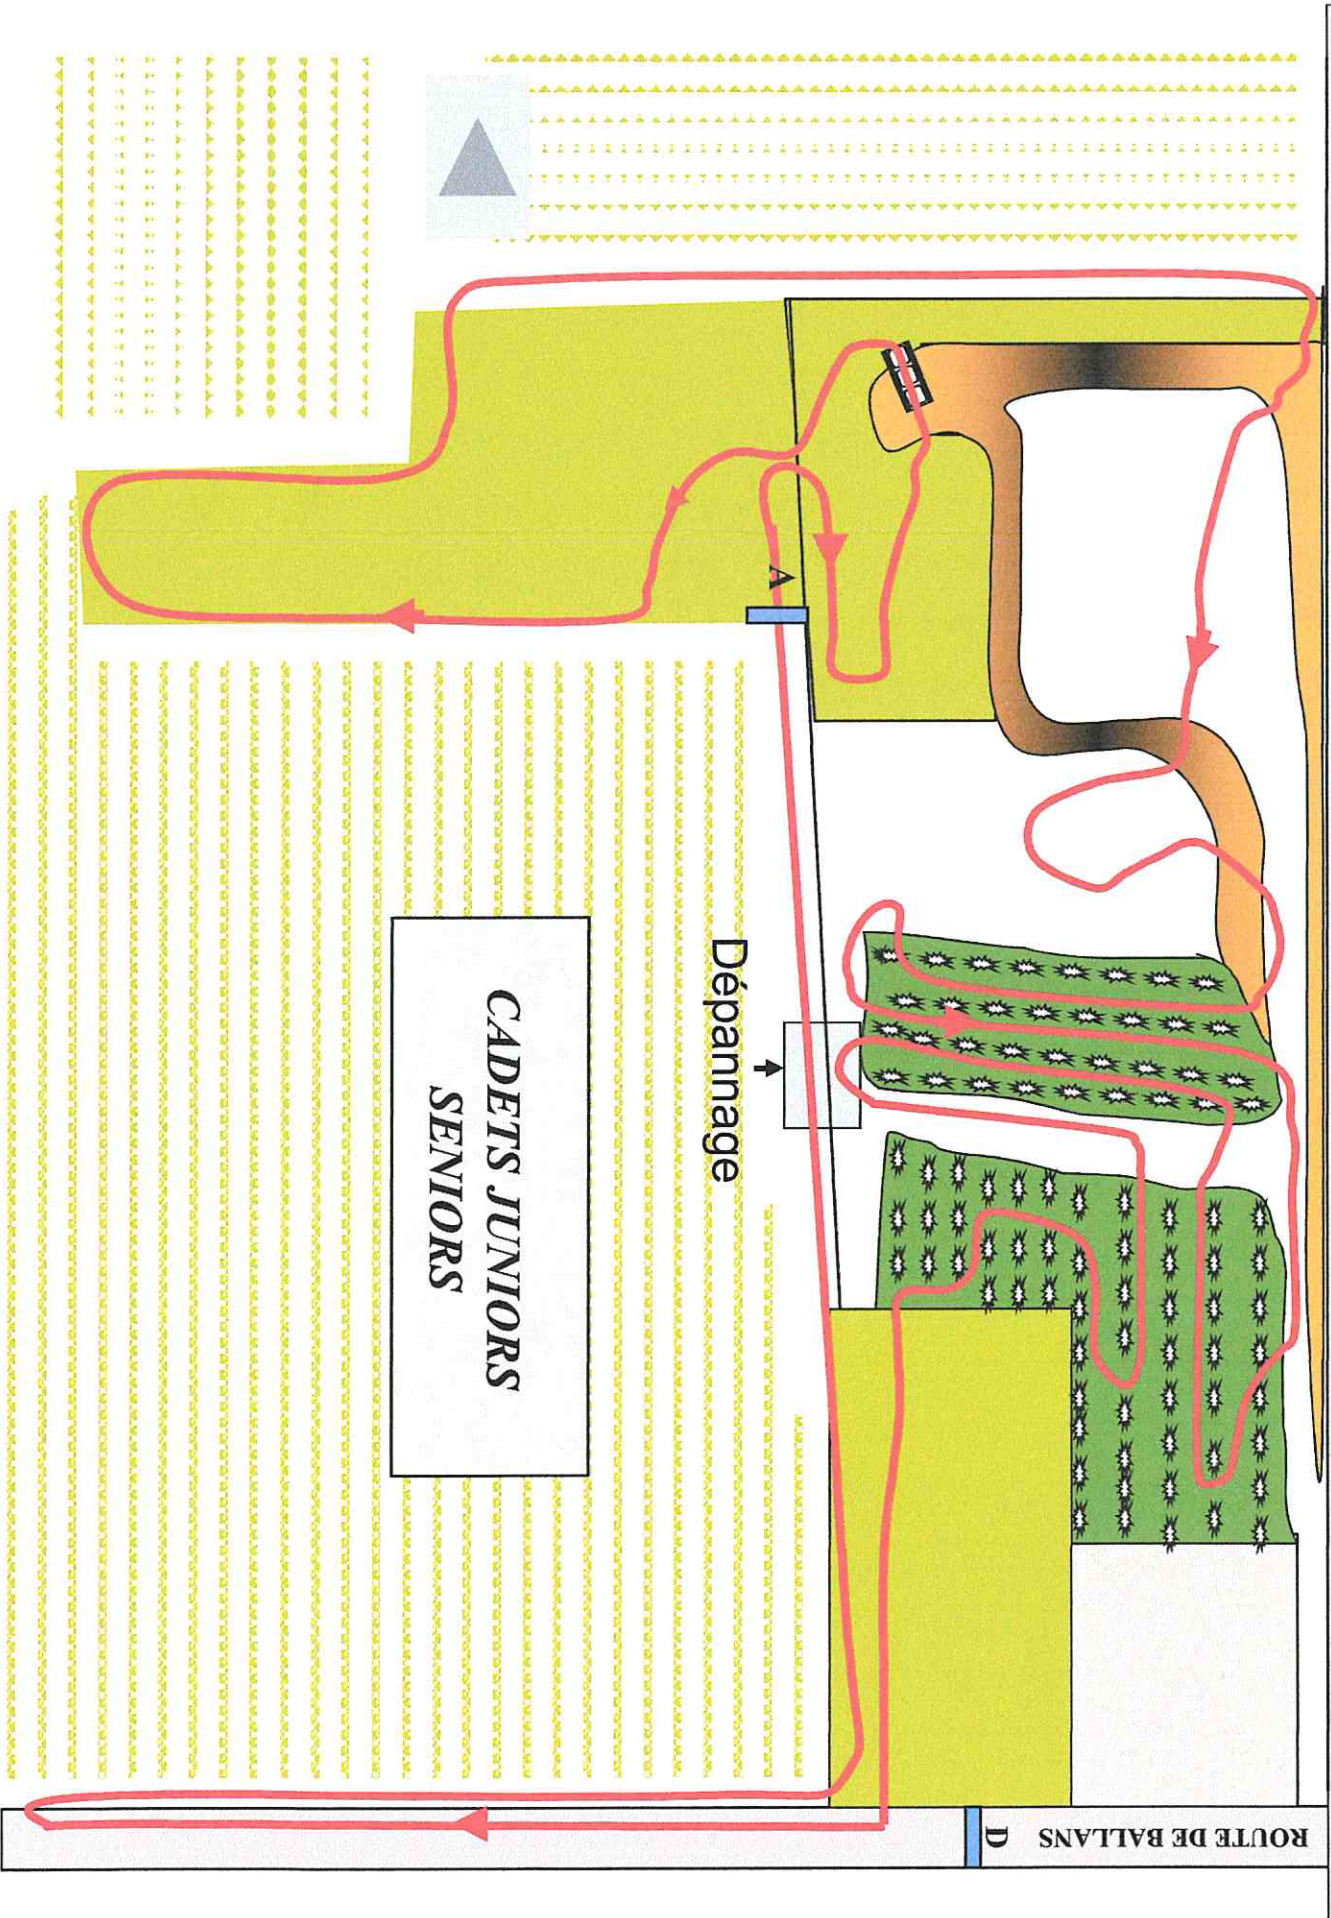 A
Dépannage
CADETS JUNIORS
SENIORS
ROUTE DE BALLANS
D